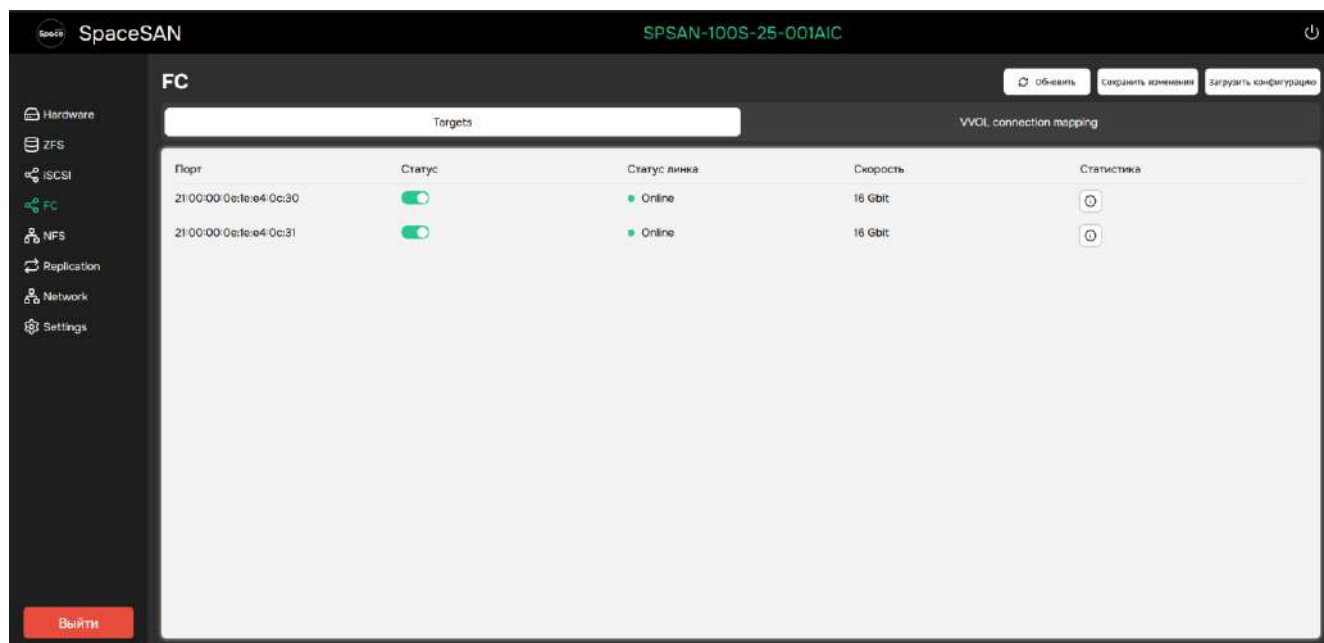 Space SpaceSAN SPSAN-100S-25-001AIC
FC Обновить Сохранить изменения Загрузить конфигурацию
Hardware
ZFS
iSCSI
FC
NFS
Replication
Network
Settings
Выйти
Targets VVOL connection mapping
Порт Статус Статус линка Скорость Статистика
21:00:00:0e:1e:e4:0c:30 Online 16 Gbit
21:00:00:0e:1e:e4:0c:31 Online 16 Gbit